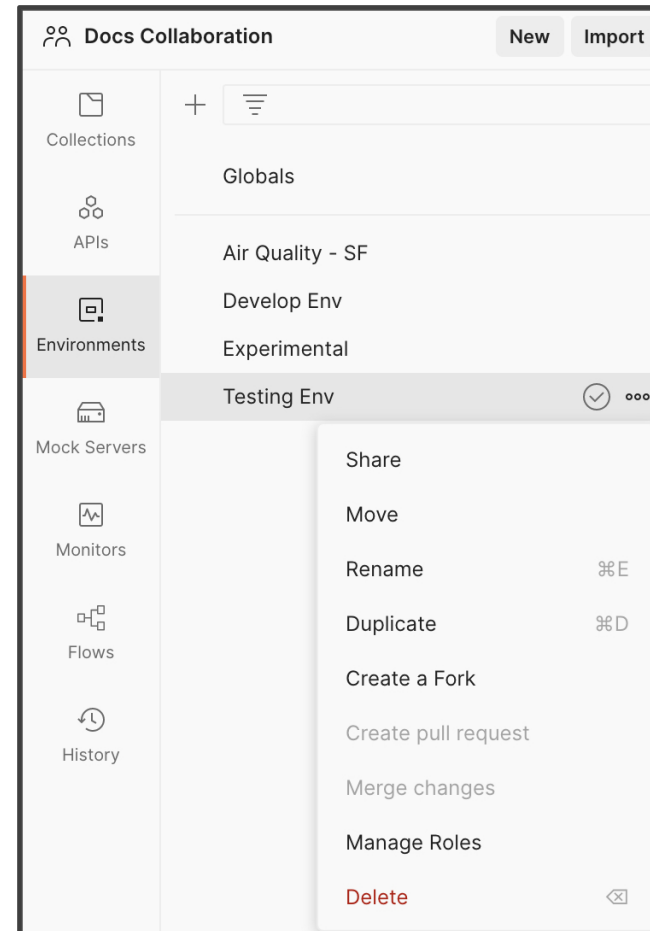 Docs Collaboration
New
Import
Collections
APIs
Environments
Mock Servers
Monitors
Flows
History
Globals
Air Quality - SF
Develop Env
Experimental
Testing Env
Share
Move
Rename ⌘E
Duplicate ⌘D
Create a Fork
Create pull request
Merge changes
Manage Roles
Delete